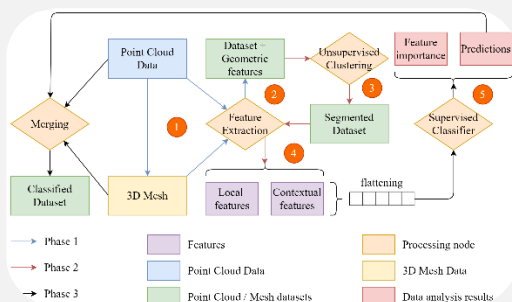 Point Cloud
Data
Dataset +
Geometric
features
Unsupervised
Clustering
Feature
importance
Predictions
2
3
5
1
Merging
Feature
Extraction
Segmented
Dataset
Supervised
Classifier
4
Classified
Dataset
3D Mesh
Local
features
Contextual
features
flattening
Phase 1
Features
Processing node
Phase 2
Point Cloud Data
3D Mesh Data
Phase 3
Point Cloud / Mesh datasets
Data analysis results